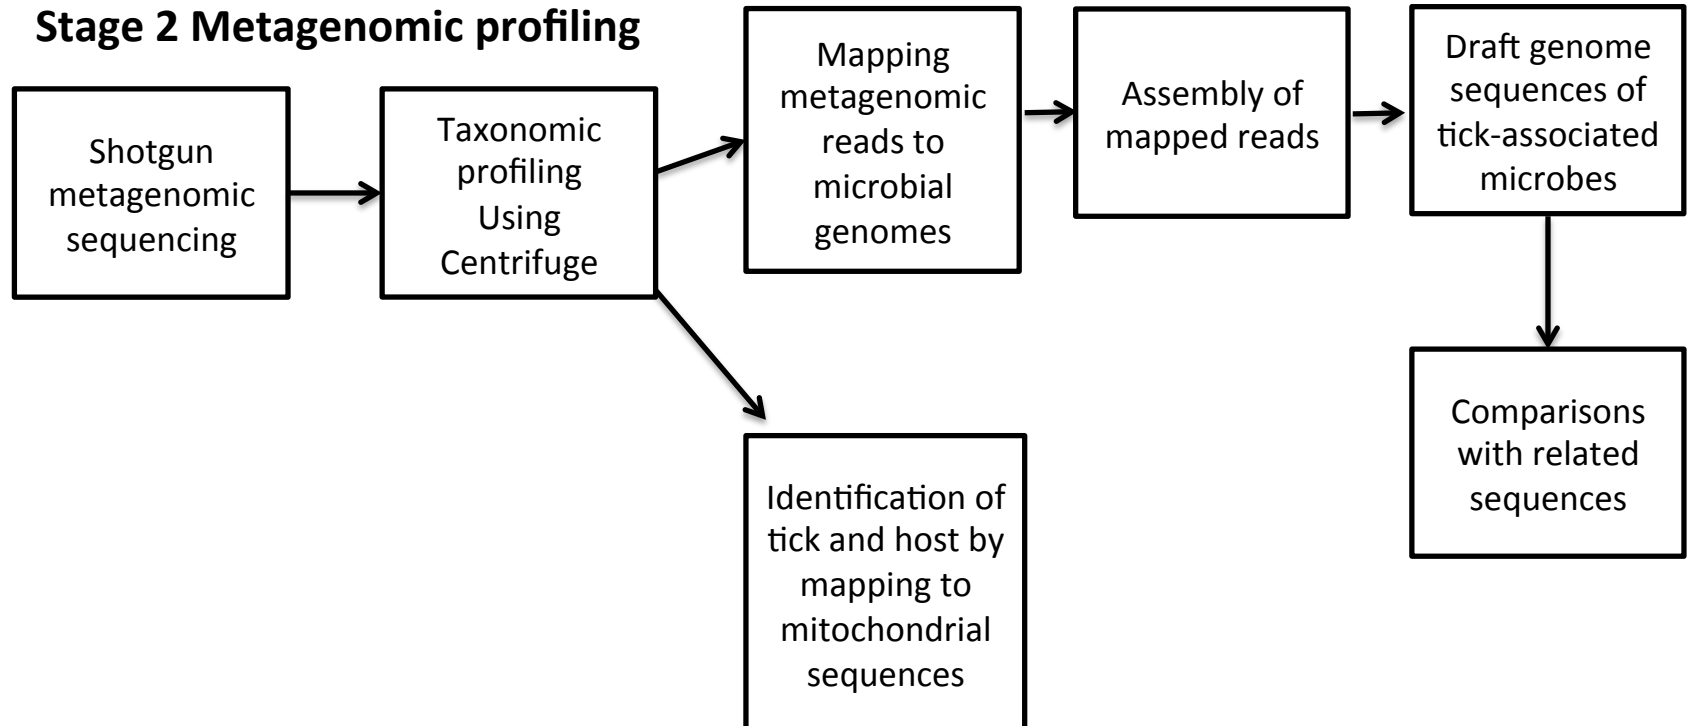 Stage 2 Metagenomic profiling
Shotgun
metagenomic
sequencing
Taxonomic
profiling
Using
Centrifuge
Mapping
metagenomic
reads to
microbial
genomes
Assembly of
mapped reads
Draft genome
sequences of
tick-associated
microbes
Comparisons
with related
sequences
Identification of
tick and host by
mapping to
mitochondrial
sequences